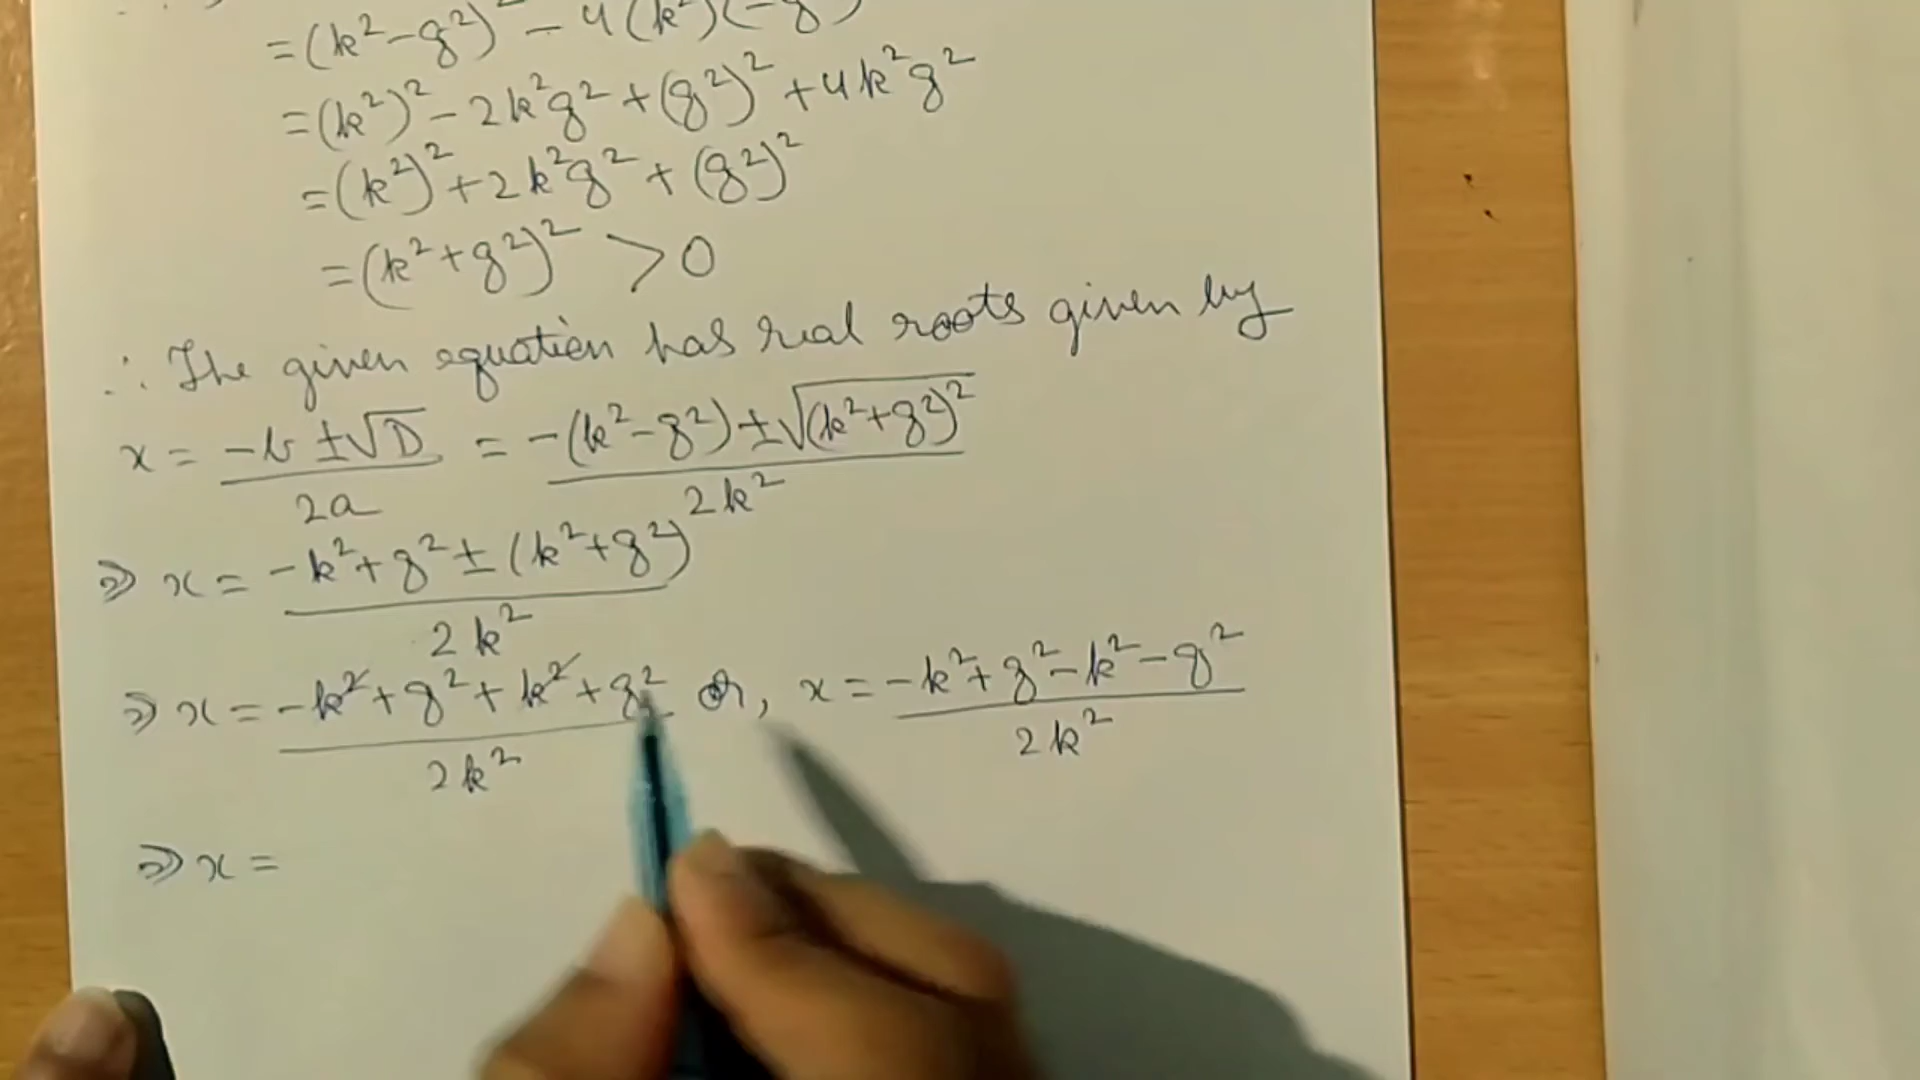 =(k²-g²)² - 4(k²)(-g²)
=(k²)² - 2k²g² + (g²)² + 4k²g²
=(k²)² + 2k²g² + (g²)²
=(k²+g²)² > 0
∴ The given equation has real roots given by
x = (-b ±√D)/2a = (-(k²-g²) ± √(k²+g²)²)/2k²
⇒ x = (-k²+g² ± (k²+g²))/2k²
⇒ x = (-k²+g²+k²+g²)/2k² or, x = (-k²+g²-k²-g²)/2k²
⇒ x =